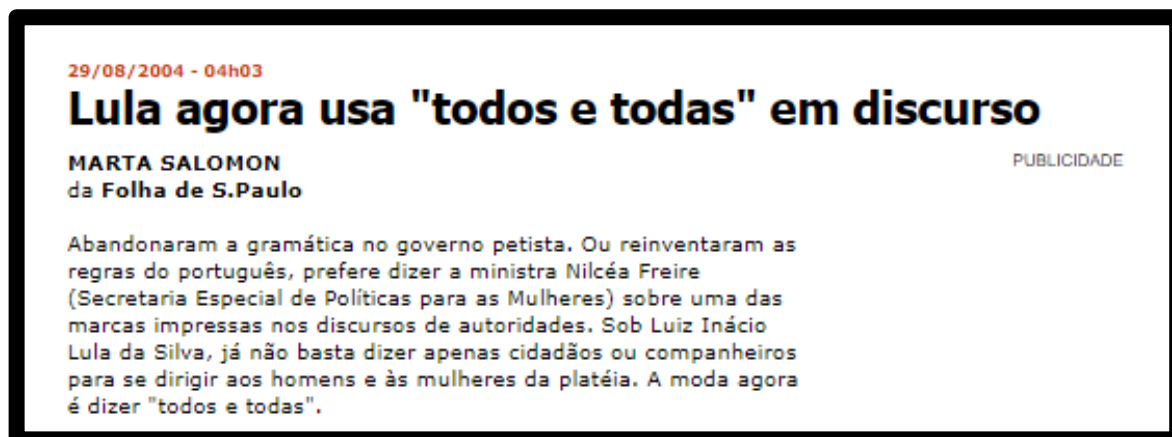 29/08/2004 - 04h03
Lula agora usa "todos e todas" em discurso
MARTA SALOMON
PUBLICIDADE
da Folha de S.Paulo
Abandonaram a gramática no governo petista. Ou reinventaram as
regras do português, prefere dizer a ministra Nilcéa Freire
(Secretaria Especial de Políticas para as Mulheres) sobre uma das
marcas impressas nos discursos de autoridades. Sob Luiz Inácio
Lula da Silva, já não basta dizer apenas cidadãos ou companheiros
para se dirigir aos homens e às mulheres da platéia. A moda agora
é dizer "todos e todas".